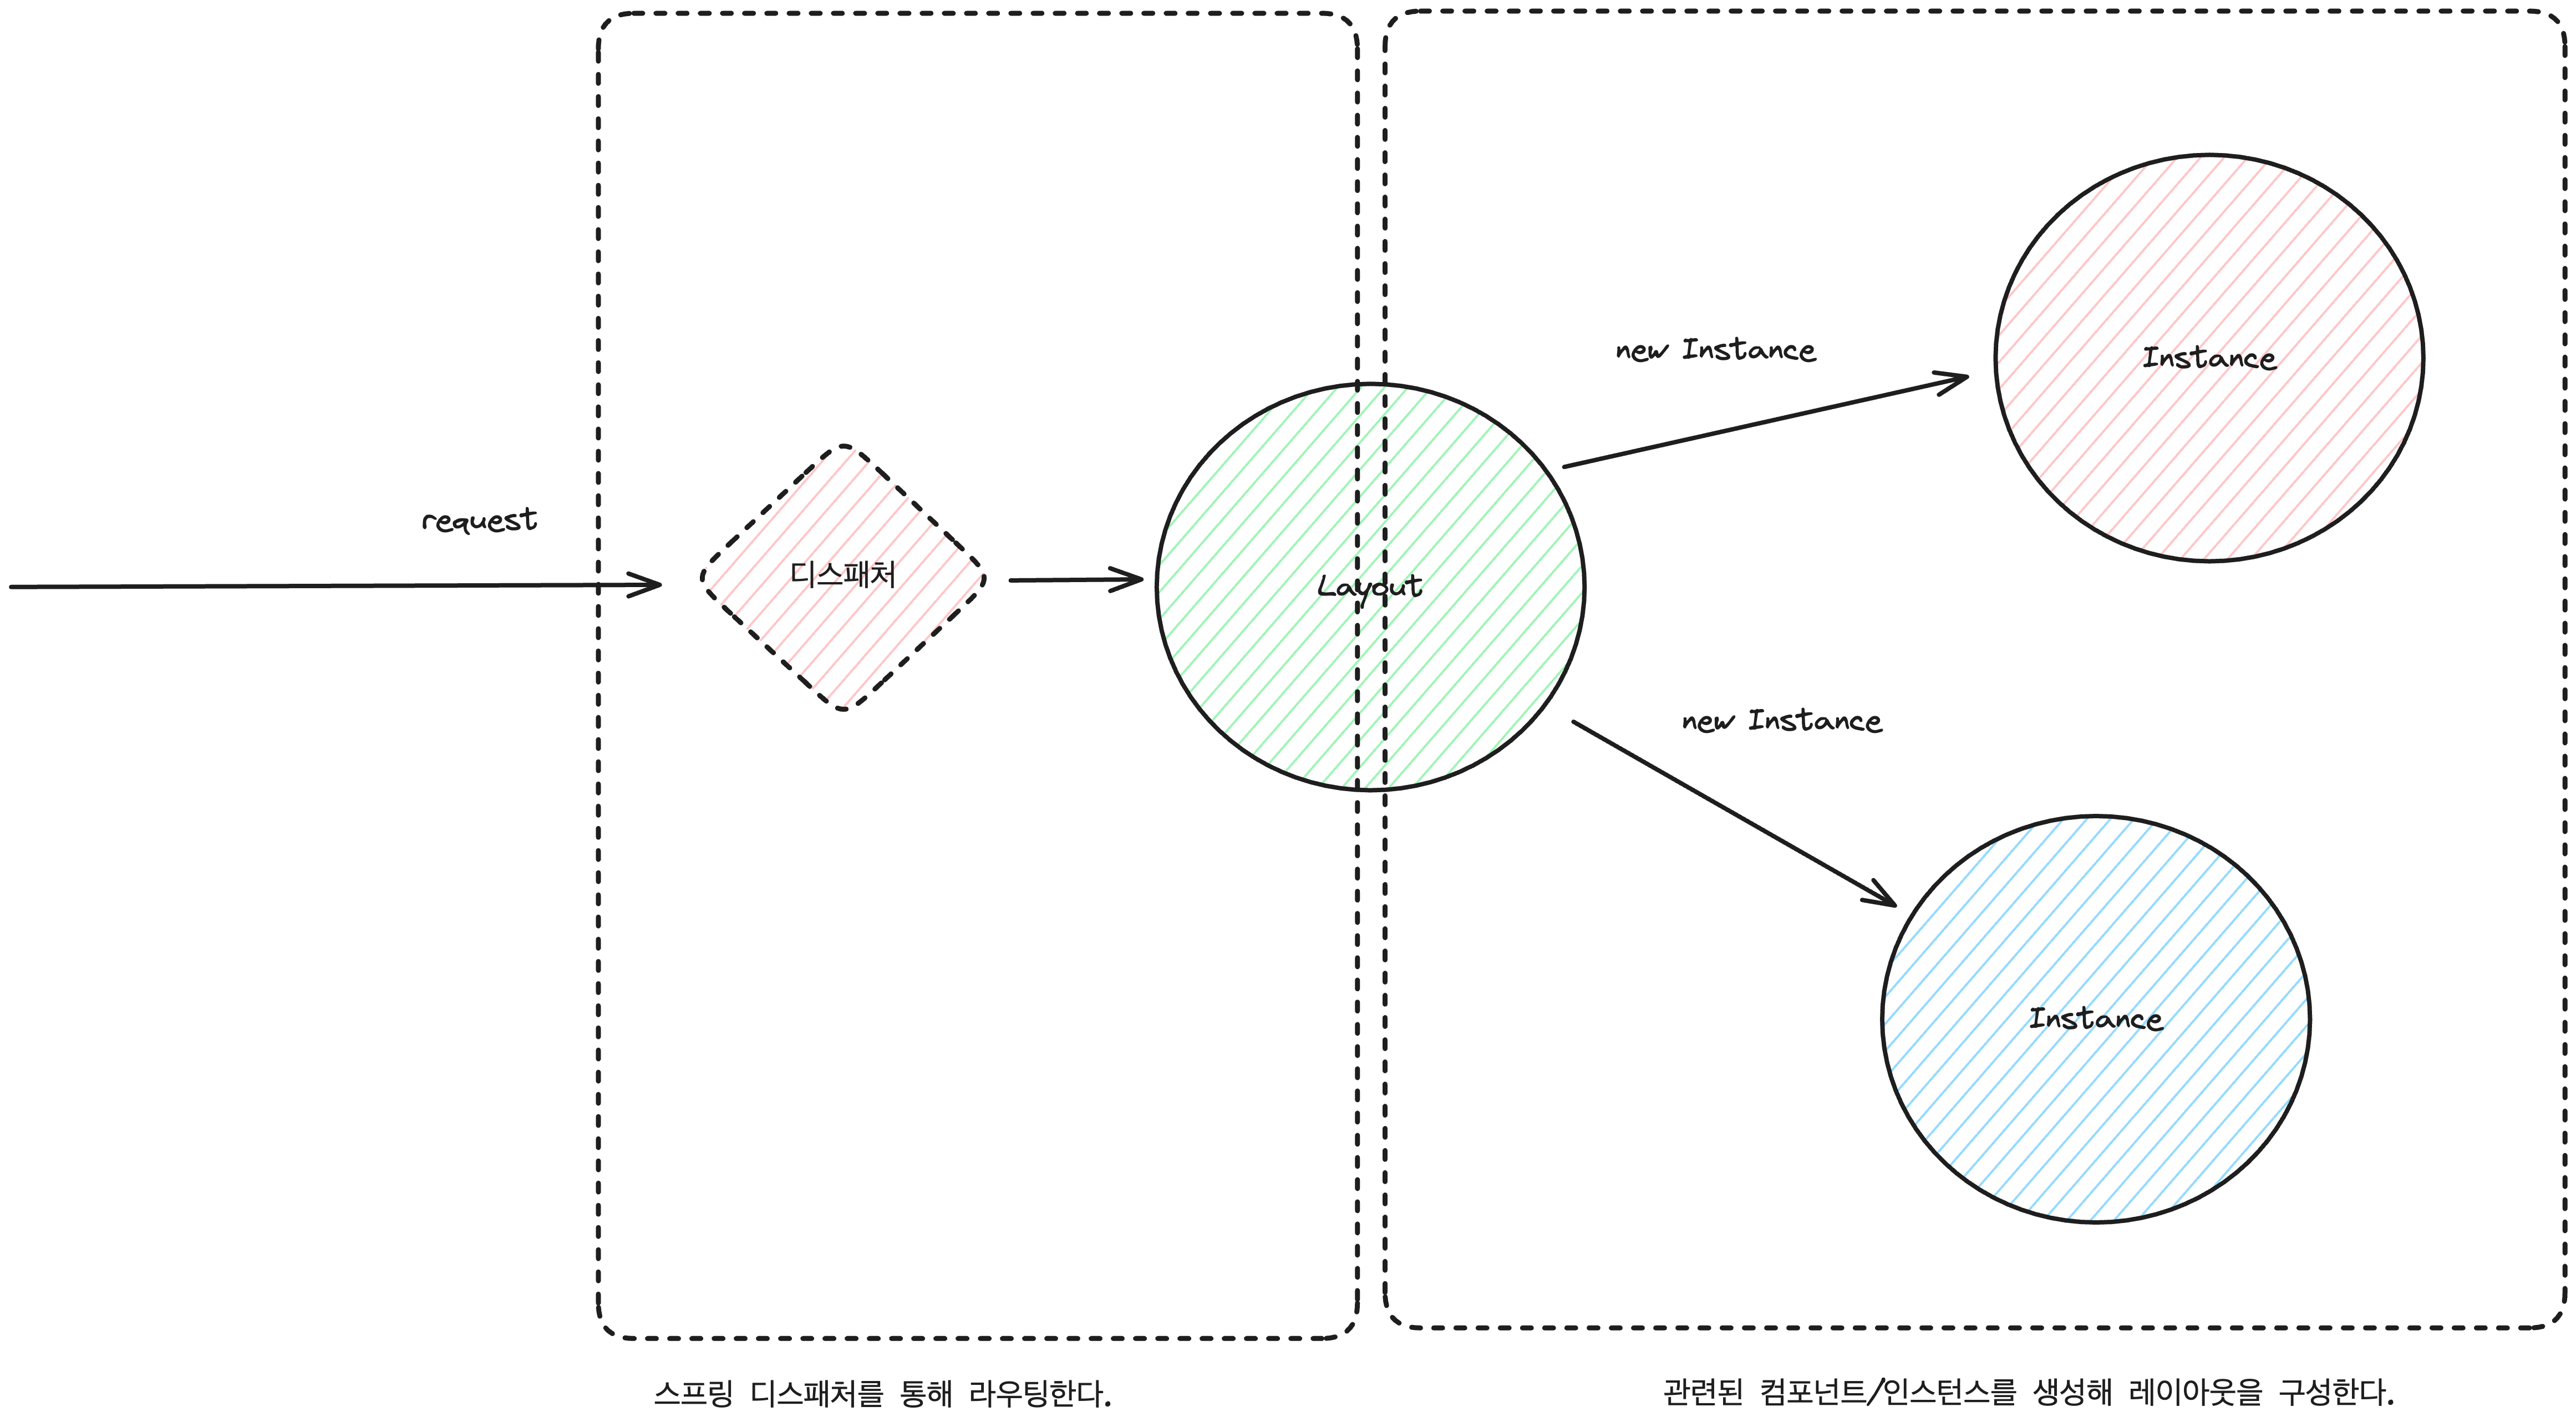 request
디스패처
Layout
new Instance
Instance
new Instance
Instance
스프링 디스패처를 통해 라우팅한다.
관련된 컴포넌트/인스턴스를 생성해 레이아웃을 구성한다.